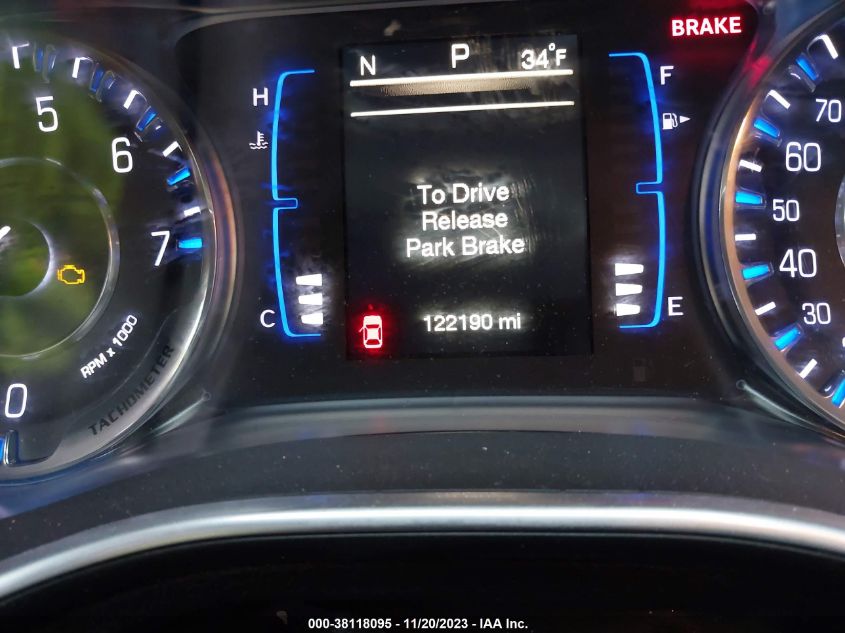 BRAKE
N P 34°F
H
F
5
6
7
0
RPM x 1000
TACHOMETER
To Drive
Release
Park Brake
C
122190 mi
E
70
60
50
40
30
000-38118095 - 11/20/2023 - IAA Inc.